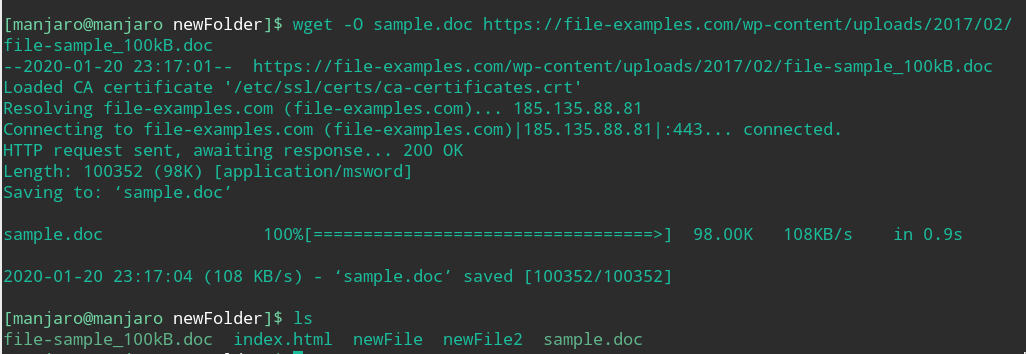 [manjaro@manjaro newFolder]$ wget -O sample.doc https://file-examples.com/wp-content/uploads/2017/02/
file-sample_100kB.doc
--2020-01-20 23:17:01--  https://file-examples.com/wp-content/uploads/2017/02/file-sample_100kB.doc
Loaded CA certificate '/etc/ssl/certs/ca-certificates.crt'
Resolving file-examples.com (file-examples.com)... 185.135.88.81
Connecting to file-examples.com (file-examples.com)|185.135.88.81|:443... connected.
HTTP request sent, awaiting response... 200 OK
Length: 100352 (98K) [application/msword]
Saving to: ‘sample.doc’
sample.doc                100%[==================================>]  98.00K   108KB/s    in 0.9s
2020-01-20 23:17:04 (108 KB/s) - ‘sample.doc’ saved [100352/100352]
[manjaro@manjaro newFolder]$ ls
file-sample_100kB.doc  index.html  newFile  newFile2  sample.doc